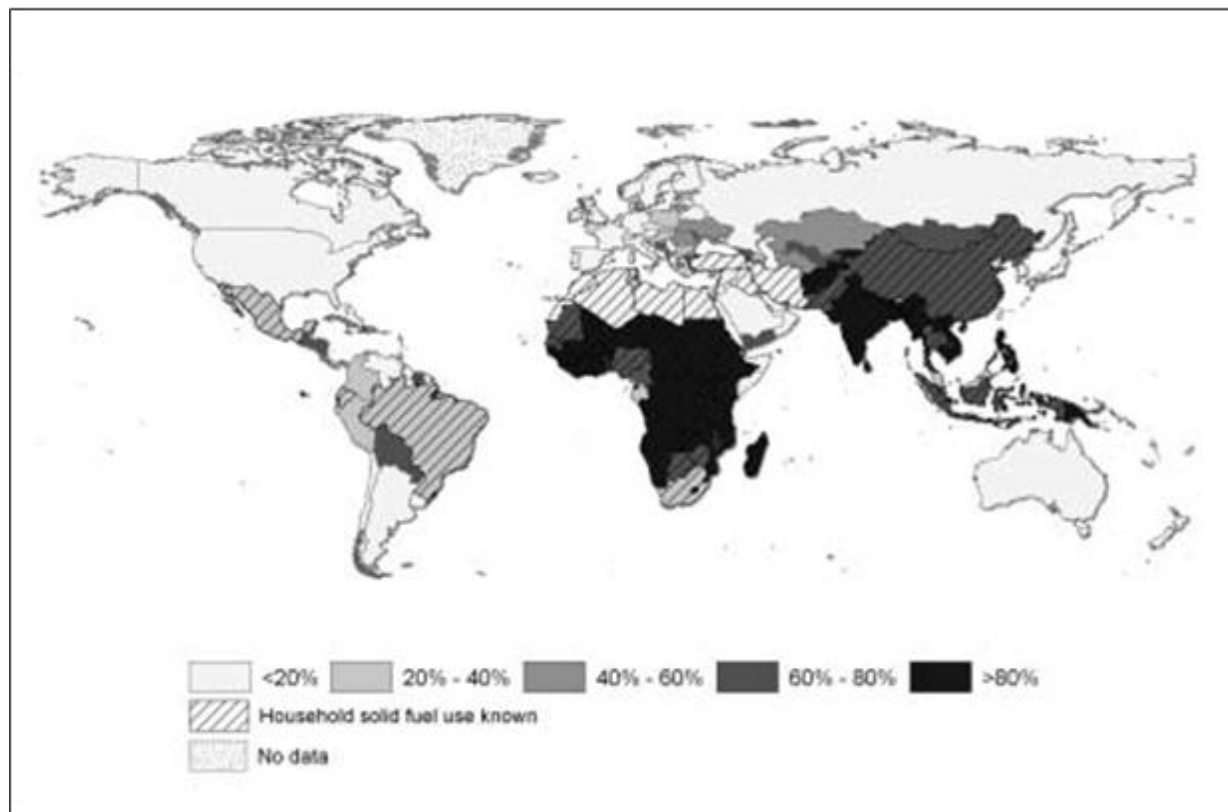 <20% 20% - 40% 40% - 60% 60% - 80% >80%
Household solid fuel use known
No data